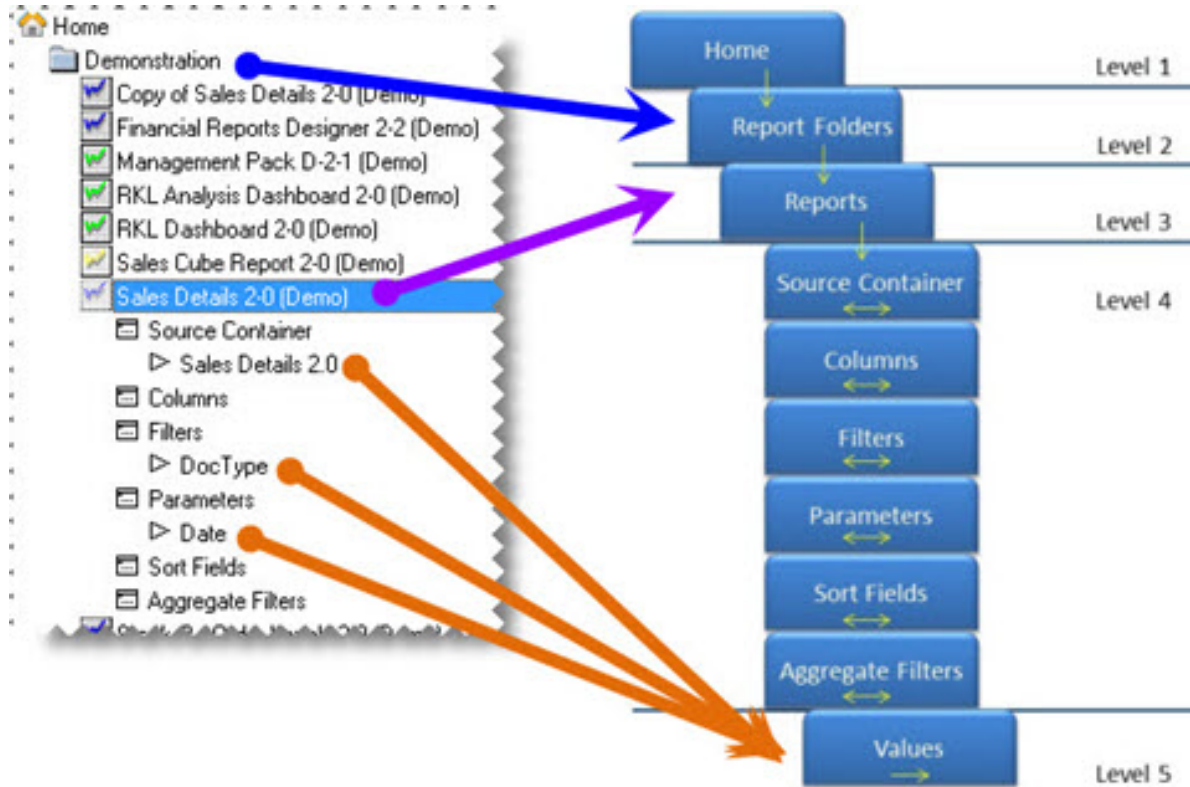 Home
Demonstration
Copy of Sales Details 2-0 (Demo)
Financial Reports Designer 2-2 (Demo)
Management Pack D-2-1 (Demo)
RKL Analysis Dashboard 2-0 (Demo)
RKL Dashboard 2-0 (Demo)
Sales Cube Report 2-0 (Demo)
Sales Details 2-0 (Demo)
Source Container
Sales Details 2.0
Columns
Filters
DocType
Parameters
Date
Sort Fields
Aggregate Filters
Home
Level 1
Report Folders
Level 2
Reports
Level 3
Source Container
Level 4
Columns
Filters
Parameters
Sort Fields
Aggregate Filters
Values
Level 5